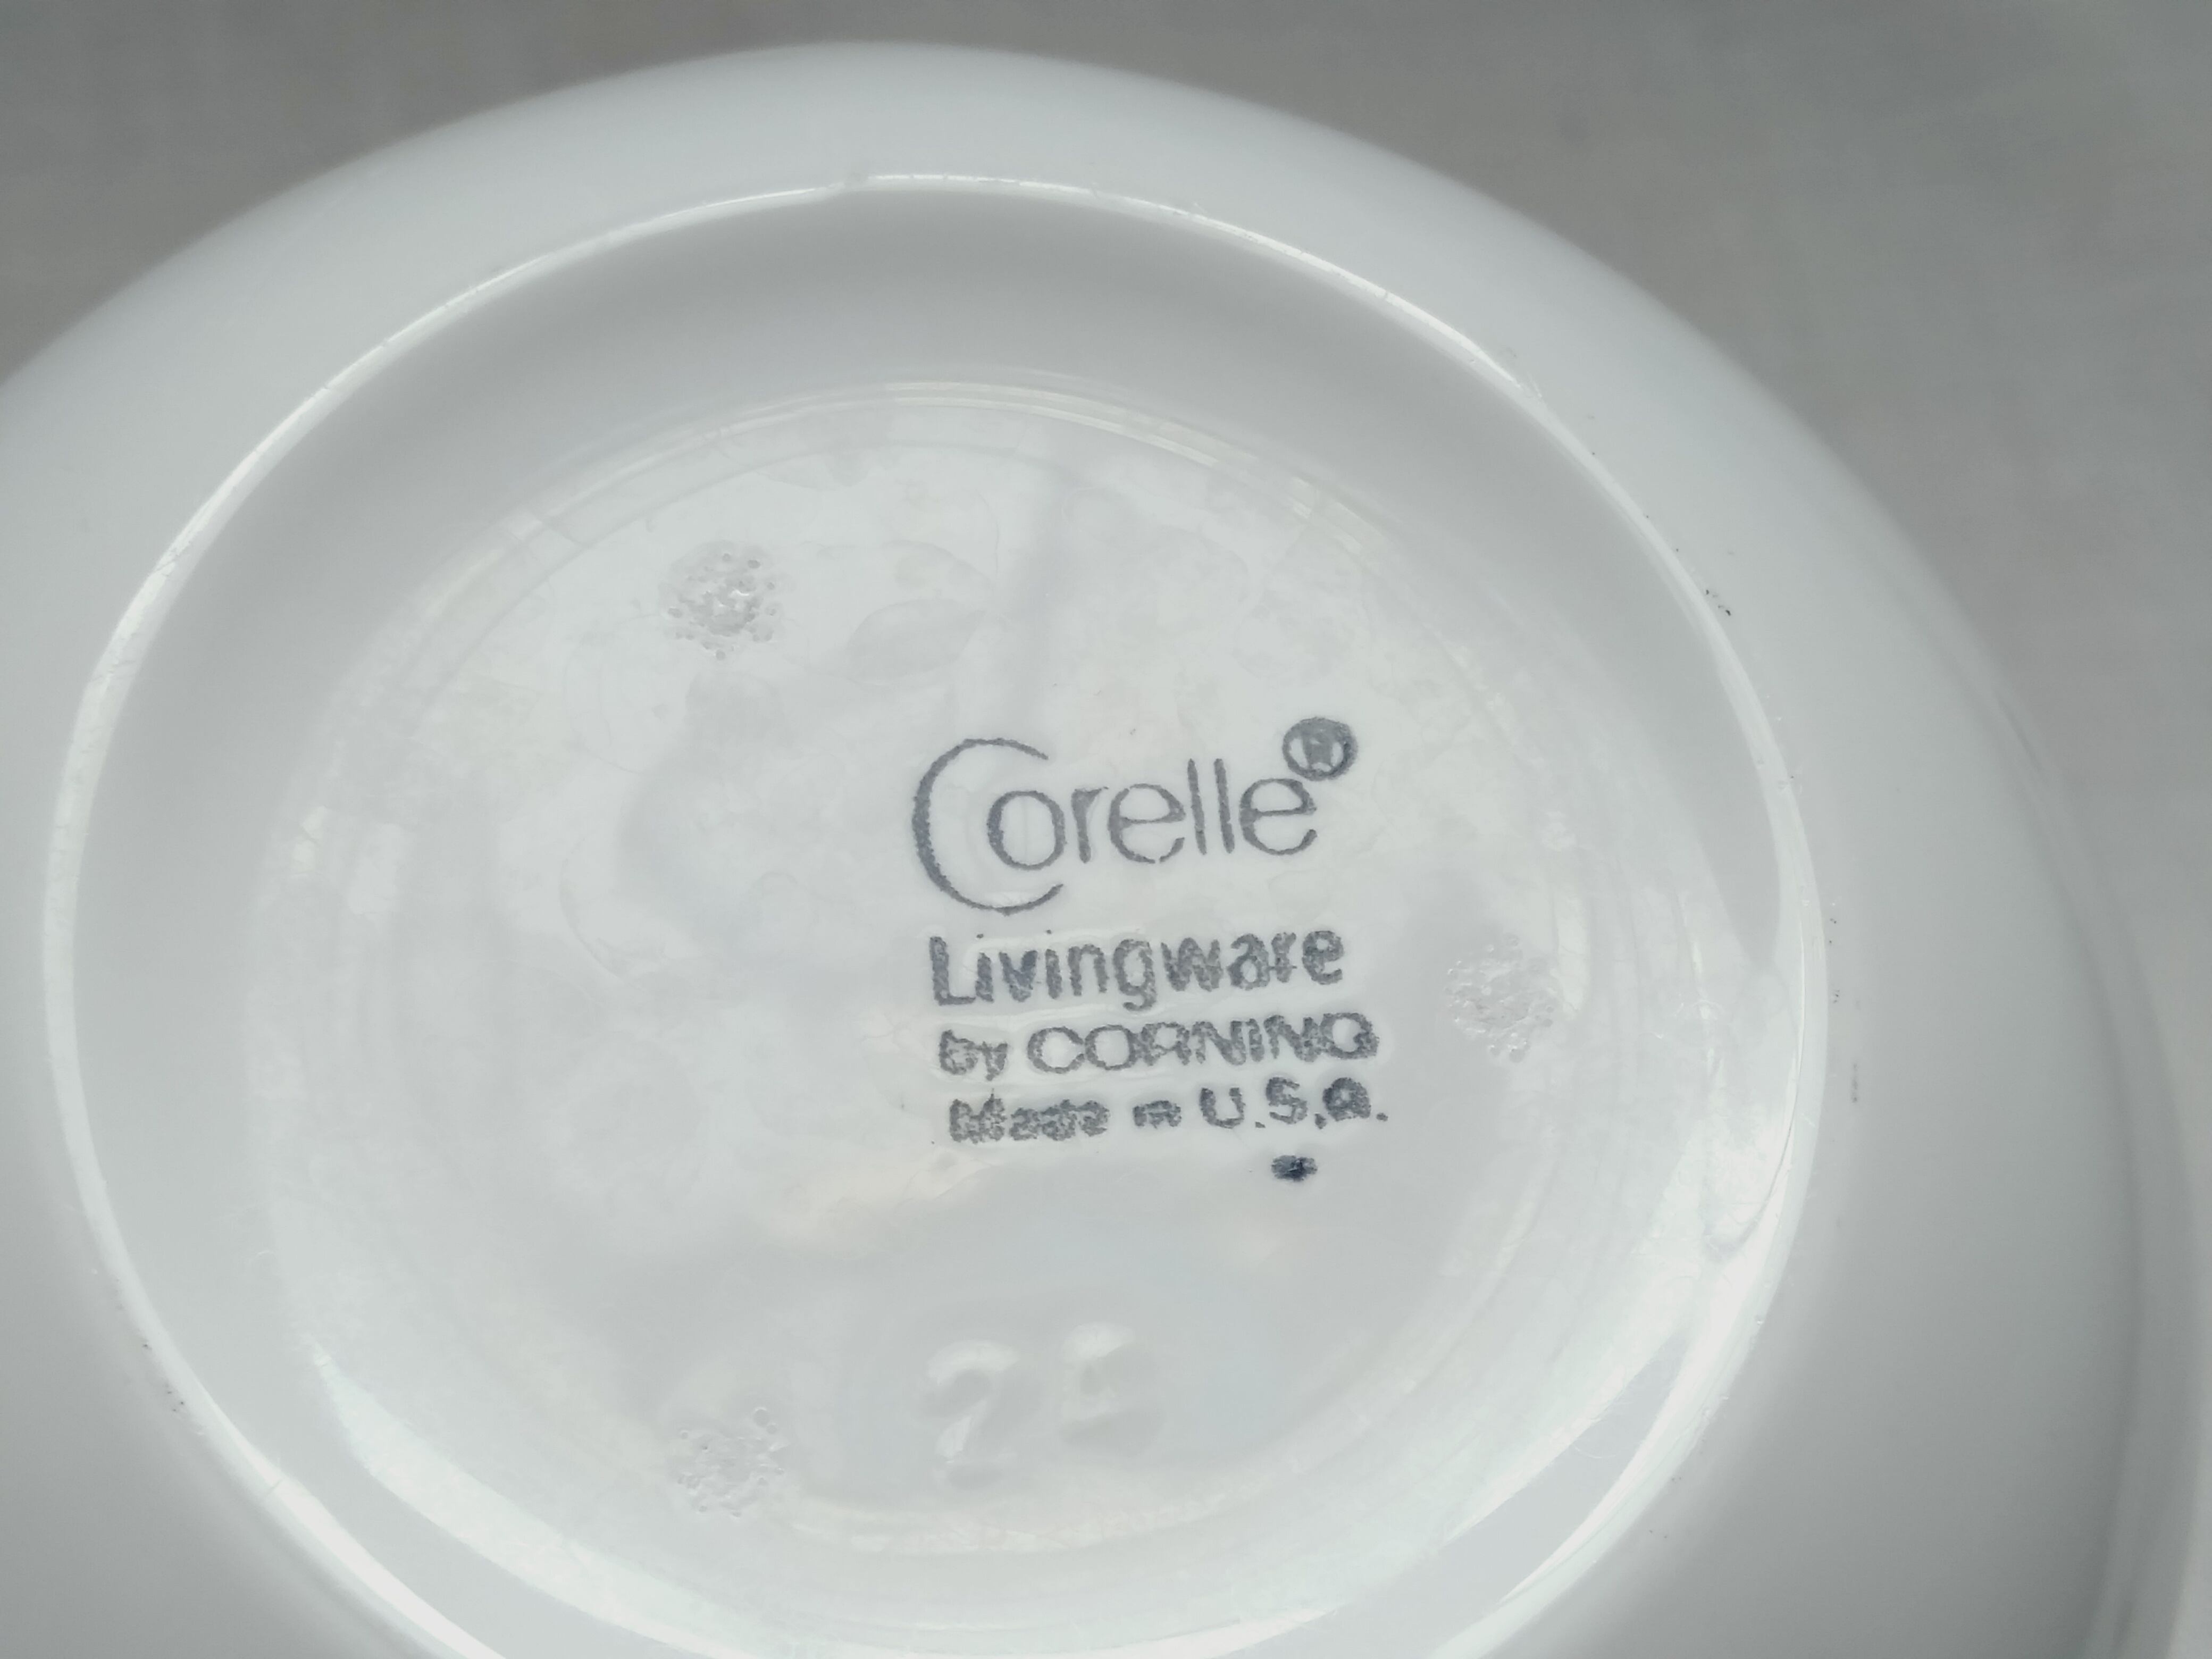 Corelle®
Livingware
by CORNING
Made in U.S.A.